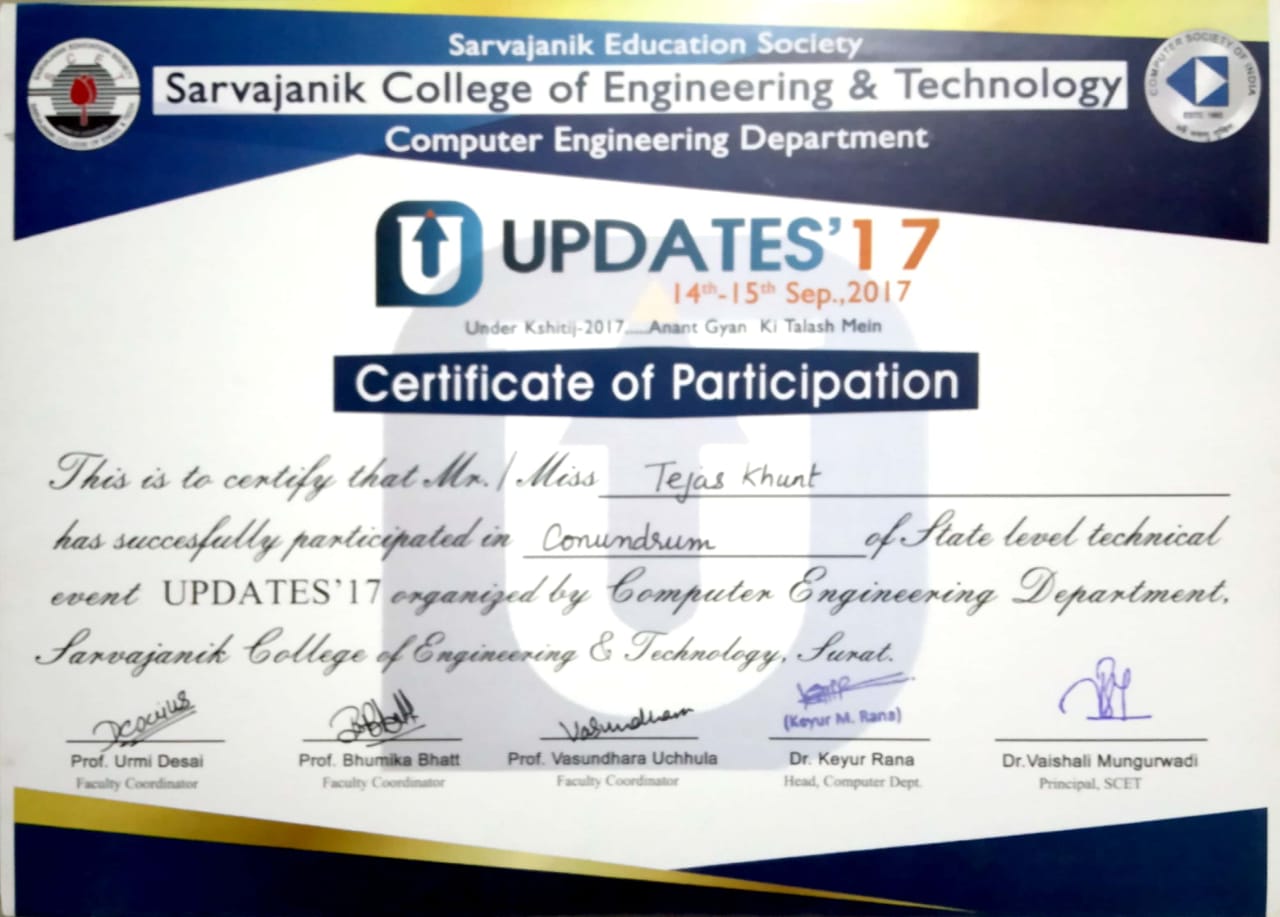 Sarvajanik Education Society
Sarvajanik College of Engineering & Technology
Computer Engineering Department
COMPUTER SOCIETY OF INDIA
ESTD. 1965
S C E T
UPDATES'17
14th-15th Sep.,2017
Under Kshitij-2017.....Anant Gyan Ki Talash Mein
Certificate of Participation
This is to certify that Mr. / Miss Tejas Khunt
has succesfully participated in Conundrum of State level technical
event UPDATES'17 organized by Computer Engineering Department,
Sarvajanik College of Engineering & Technology, Surat.
BBBhatt Vasundhara
(Keyur M. Rana)
Prof. Urmi Desai Prof. Bhumika Bhatt Prof. Vasundhara Uchhula Dr. Keyur Rana Dr.Vaishali Mungurwadi
Faculty Coordinator Faculty Coordinator Faculty Coordinator Head, Computer Dept. Principal, SCET